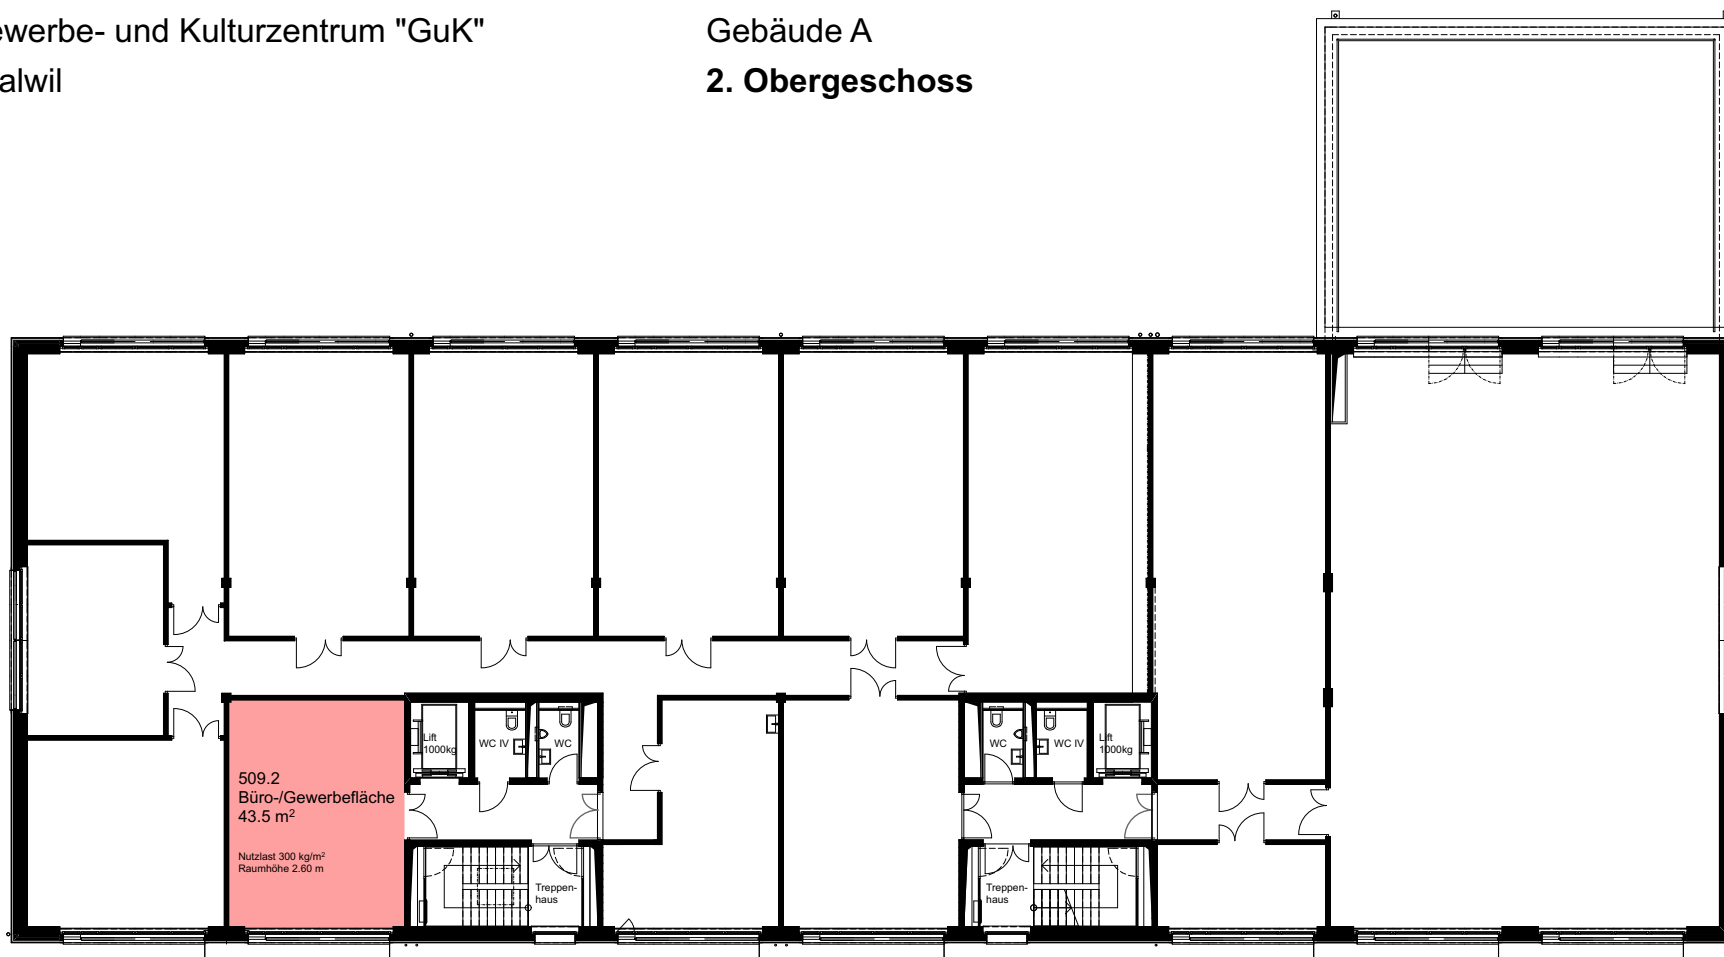 ewerbe- und Kulturzentrum "GuK"
alwil
Gebäude A
2. Obergeschoss
Lift
1000kg
WC IV
WC
WC
WC IV
Lift
1000kg
509.2
Büro-/Gewerbefläche
43.5 m²
Nutzlast 300 kg/m²
Raumhöhe 2.60 m
Treppen-
haus
Treppen-
haus